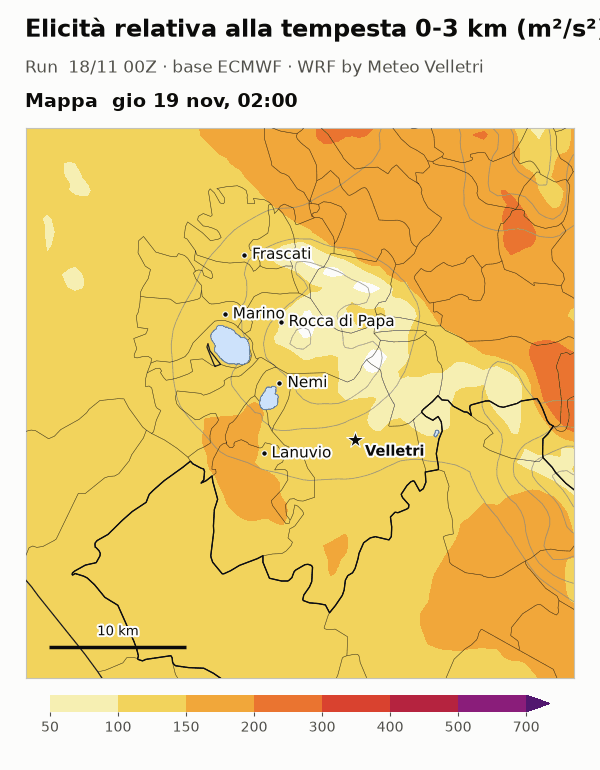 Elicità relativa alla tempesta 0-3 km (m²/s²)
Run  18/11 00Z · base ECMWF · WRF by Meteo Velletri
Mappa  gio 19 nov, 02:00
Frascati
Marino
Rocca di Papa
Nemi
Velletri
Lanuvio
10 km
50 100 150 200 300 400 500 700